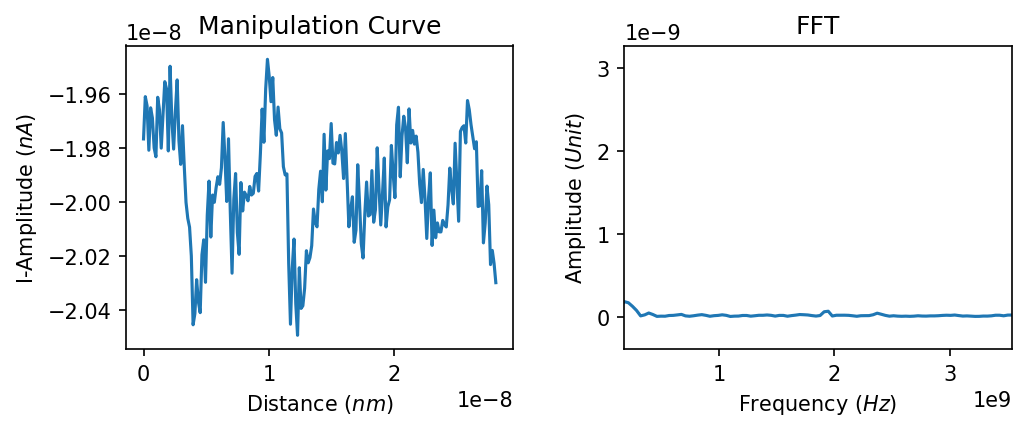 Manipulation Curve
1e−8
−1.96
−1.98
−2.00
−2.02
−2.04
I-Amplitude (nA)
0
1
2
Distance (nm)
1e−8
FFT
1e−9
3
2
1
0
Amplitude (Unit)
1
2
3
Frequency (Hz)
1e9